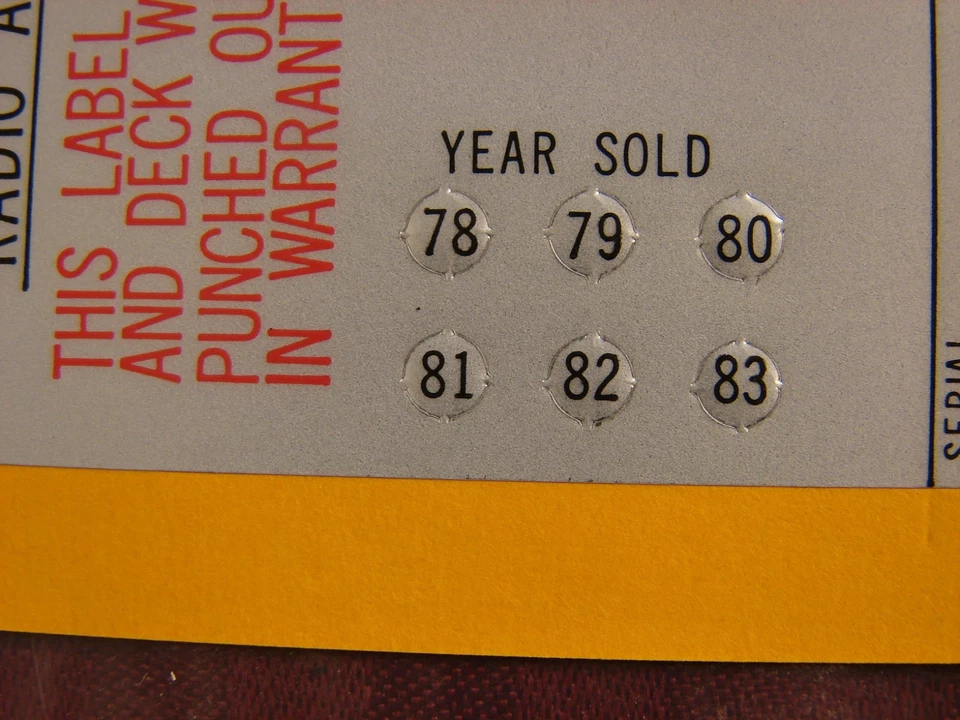 THIS LABEL
AND DECK W
PUNCHED OU
IN WARRANT
YEAR SOLD
78 79 80
81 82 83
RADIO A
SERIAL